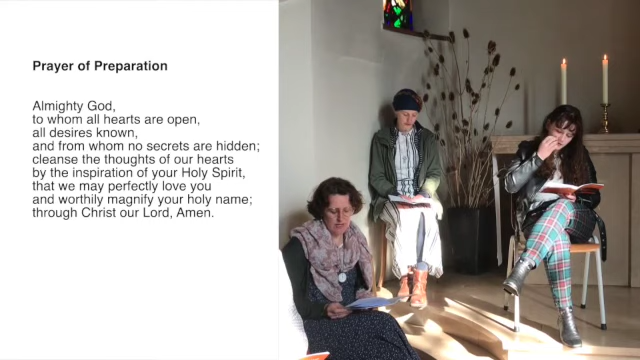 Prayer of Preparation
Almighty God,
to whom all hearts are open,
all desires known,
and from whom no secrets are hidden;
cleanse the thoughts of our hearts
by the inspiration of your Holy Spirit,
that we may perfectly love you
and worthily magnify your holy name;
through Christ our Lord, Amen.